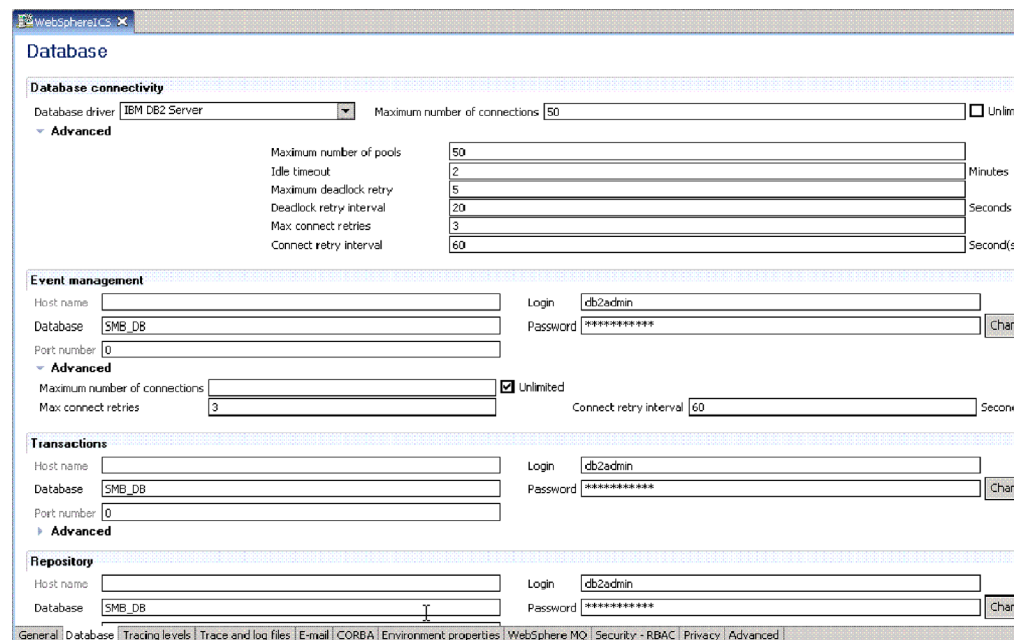 WebSphereICS
Database
Database connectivity
Database driver IBM DB2 Server Maximum number of connections 50
Advanced
Maximum number of pools 50
Idle timeout 2 Minutes
Maximum deadlock retry 5
Deadlock retry interval 20 Seconds
Max connect retries 3
Connect retry interval 60 Second(s
Event management
Host name Login db2admin
Database SMB_DB Password *********** Char
Port number 0
Advanced
Maximum number of connections Unlimited
Max connect retries 3 Connect retry interval 60
Transactions
Host name Login db2admin
Database SMB_DB Password *********** Char
Port number 0
Advanced
Repository
Host name Login db2admin
Database SMB_DB Password *********** Char
General Database Tracing levels Trace and log files E-mail CORBA Environment properties WebSphere MQ Security - RBAC Privacy Advanced